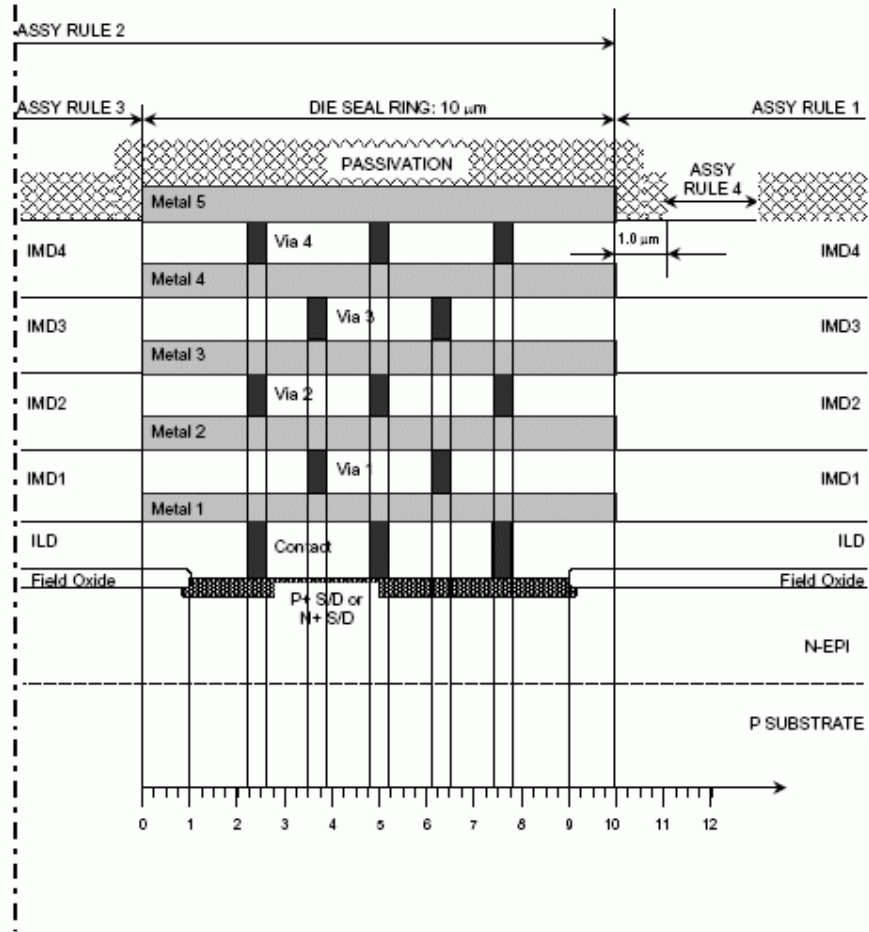 ASSY RULE 2
ASSY RULE 3
DIE SEAL RING: 10 µm
ASSY RULE 1
PASSIVATION
ASSY
RULE 4
Metal 5
1.0 µm
IMD4
Via 4
IMD4
Metal 4
IMD3
Via 3
IMD3
Metal 3
IMD2
Via 2
IMD2
Metal 2
IMD1
Via 1
IMD1
Metal 1
ILD
Contact
ILD
Field Oxide
Field Oxide
P+ S/D or
N+ S/D
N-EPI
P SUBSTRATE
0 1 2 3 4 5 6 7 8 9 10 11 12